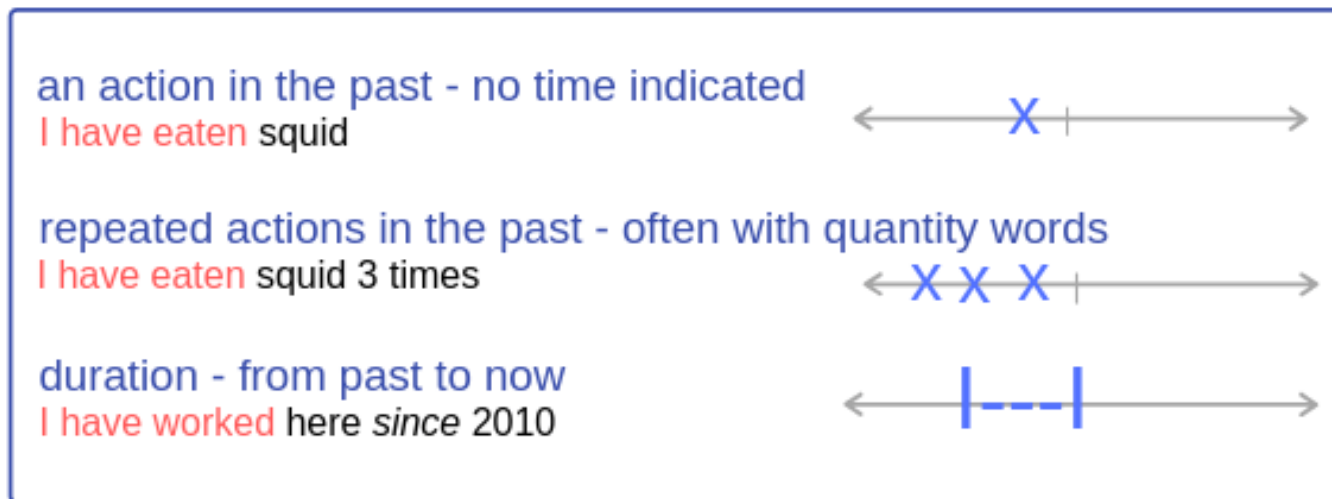 an action in the past - no time indicated
I have eaten squid
repeated actions in the past - often with quantity words
I have eaten squid 3 times
duration - from past to now
I have worked here since 2010